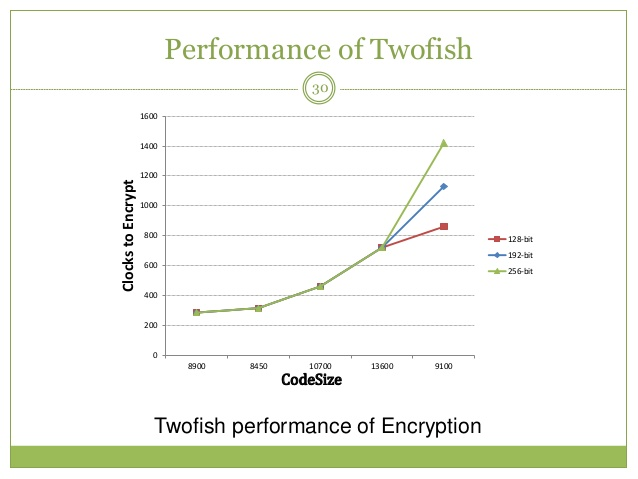 Performance of Twofish
30
1600
1400
1200
1000
800
600
400
200
0
Clocks to Encrypt
8900 8450 10700 13600 9100
CodeSize
128-bit
192-bit
256-bit
Twofish performance of Encryption